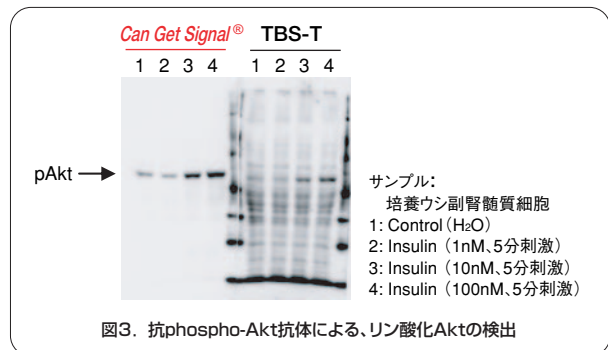 Can Get Signal® TBS-T
1 2 3 4 1 2 3 4
pAkt
サンプル:
培養ウシ副腎髄質細胞
1: Control (H₂O)
2: Insulin (1nM、5分刺激)
3: Insulin (10nM、5分刺激)
4: Insulin (100nM、5分刺激)
図3. 抗phospho-Akt抗体による、リン酸化Aktの検出